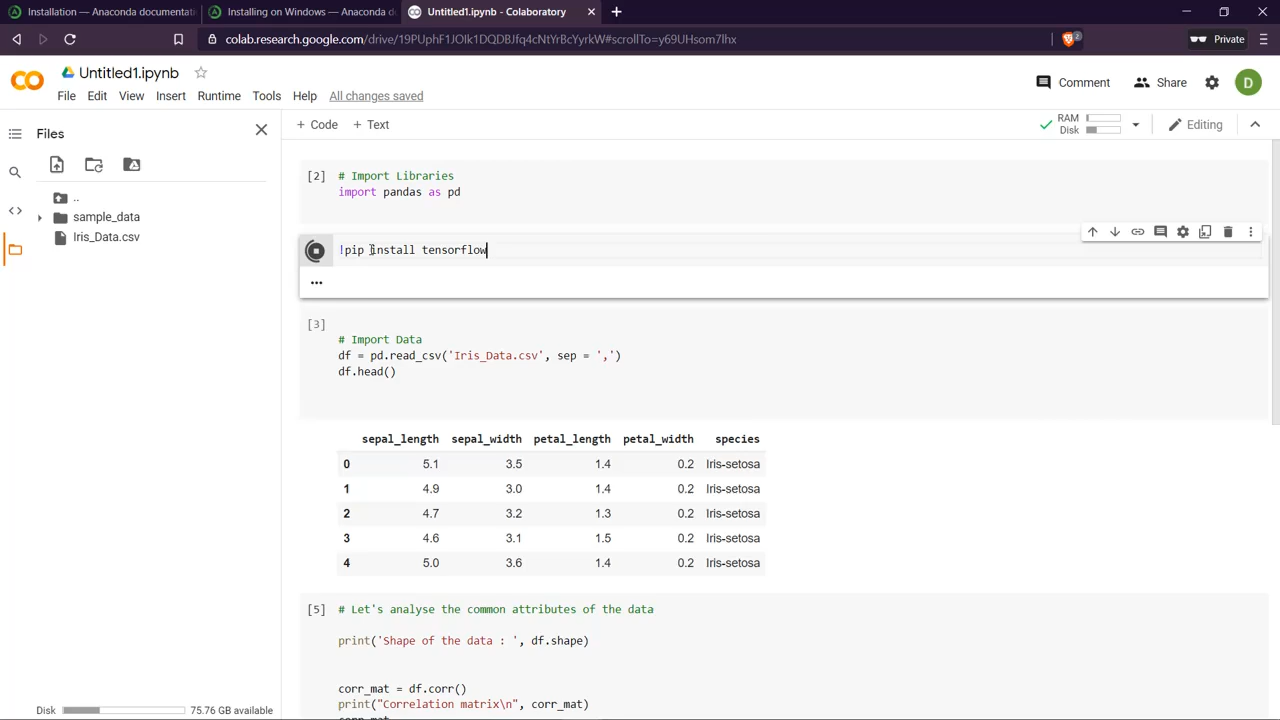 Installation — Anaconda documentati
Installing on Windows — Anaconda d
Untitled1.ipynb - Colaboratory
colab.research.google.com/drive/19PUphF1JOIk1DQDBJfq4cNtYrBcYyrkW#scrollTo=y69UHsom7lhx
Private
CO
Untitled1.ipynb
Comment
Share
D
File Edit View Insert Runtime Tools Help All changes saved
Files
+ Code + Text
RAM
Disk
Editing
..
sample_data
Iris_Data.csv
[2] # Import Libraries
import pandas as pd
!pip install tensorflow
...
[3]
# Import Data
df = pd.read_csv('Iris_Data.csv', sep = ',')
df.head()
sepal_length sepal_width petal_length petal_width species
0 5.1 3.5 1.4 0.2 Iris-setosa
1 4.9 3.0 1.4 0.2 Iris-setosa
2 4.7 3.2 1.3 0.2 Iris-setosa
3 4.6 3.1 1.5 0.2 Iris-setosa
4 5.0 3.6 1.4 0.2 Iris-setosa
[5] # Let's analyse the common attributes of the data
print('Shape of the data : ', df.shape)
corr_mat = df.corr()
print("Correlation matrix\n", corr_mat)
corr_mat
Disk 75.76 GB available